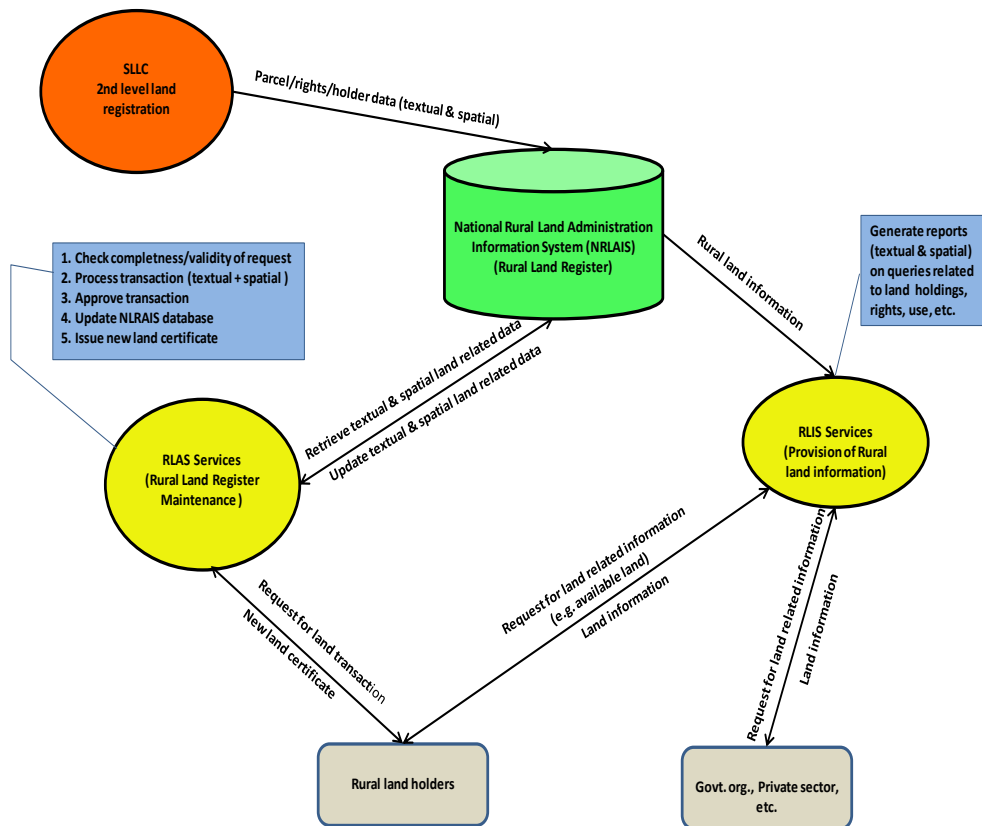 SLLC
2nd level land
registration
Parcel/rights/holder data (textual & spatial)
National Rural Land Administration
Information System (NRLAIS)
(Rural Land Register)
1. Check completness/validity of request
2. Process transaction (textual + spatial )
3. Approve transaction
4. Update NLRAIS database
5. Issue new land certificate
Generate reports
(textual & spatial)
on queries related
to land holdings,
rights, use, etc.
Rural land information
Retrieve textual & spatial land related data
Update textual & spatial land related data
RLAS Services
(Rural Land Register
Maintenance )
RLIS Services
(Provision of Rural
land information)
Request for land transaction
New land certificate
Request for land related information
(e.g. available land)
Land information
Request for land related information
Land information
Rural land holders
Govt. org., Private sector,
etc.